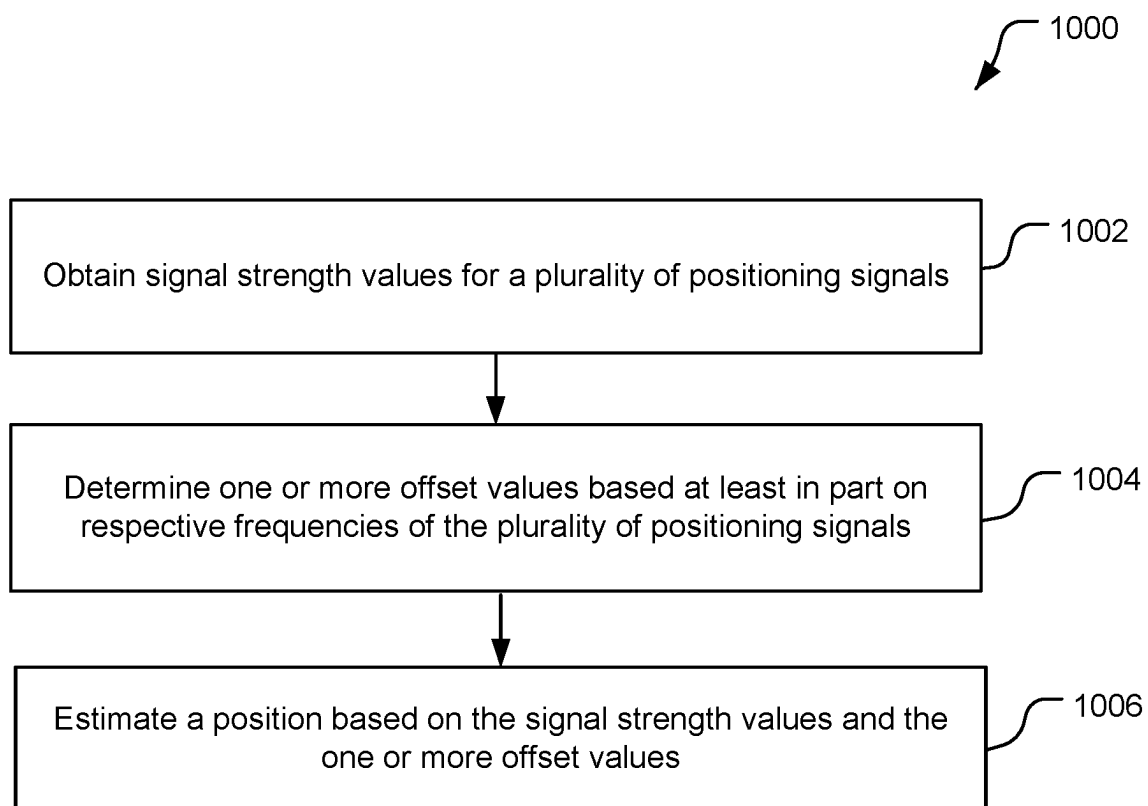 1000
1002
Obtain signal strength values for a plurality of positioning signals
1004
Determine one or more offset values based at least in part on
respective frequencies of the plurality of positioning signals
1006
Estimate a position based on the signal strength values and the
one or more offset values